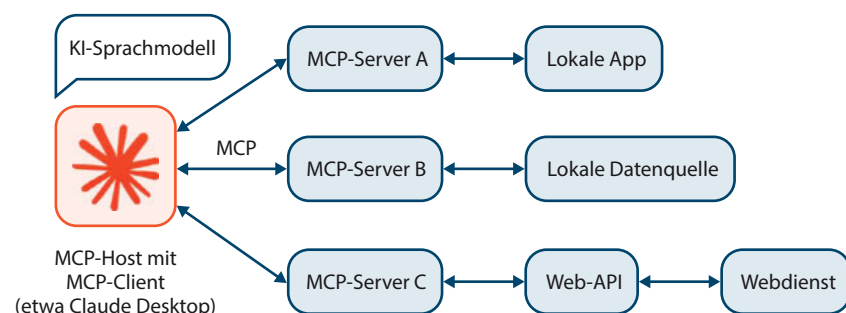 KI-Sprachmodell
MCP-Server A
Lokale App
MCP
MCP-Server B
Lokale Datenquelle
MCP-Host mit
MCP-Client
(etwa Claude Desktop)
MCP-Server C
Web-API
Webdienst